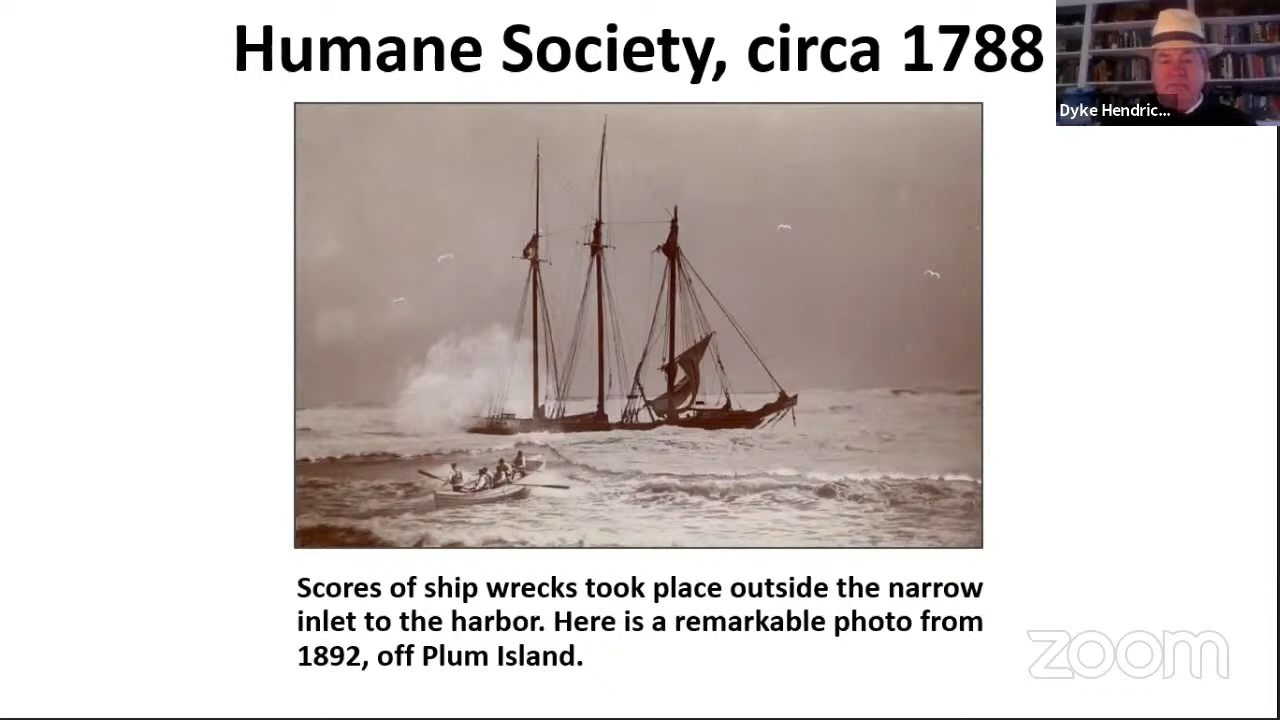 Humane Society, circa 1788
Dyke Hendric...
Scores of ship wrecks took place outside the narrow
inlet to the harbor. Here is a remarkable photo from
1892, off Plum Island.
zoom